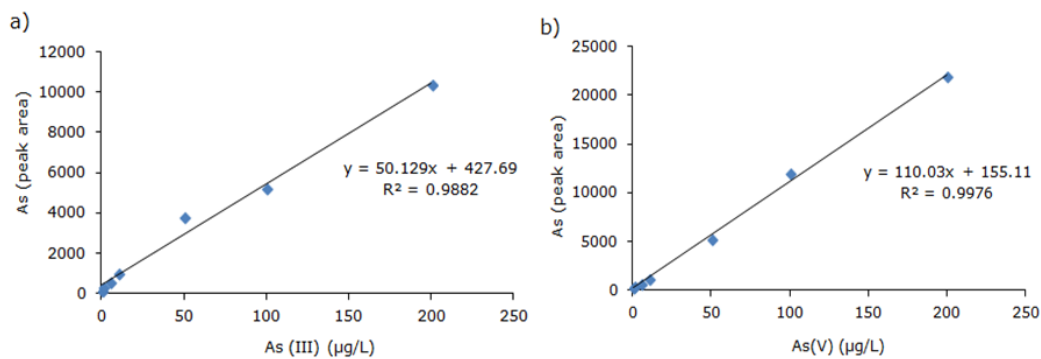 a)
As (peak area)
12000
10000
8000
6000
4000
2000
0
y = 50.129x + 427.69
R² = 0.9882
0 50 100 150 200 250
As (III) (µg/L)
b)
As (peak area)
25000
20000
15000
10000
5000
0
y = 110.03x + 155.11
R² = 0.9976
0 50 100 150 200 250
As(V) (µg/L)